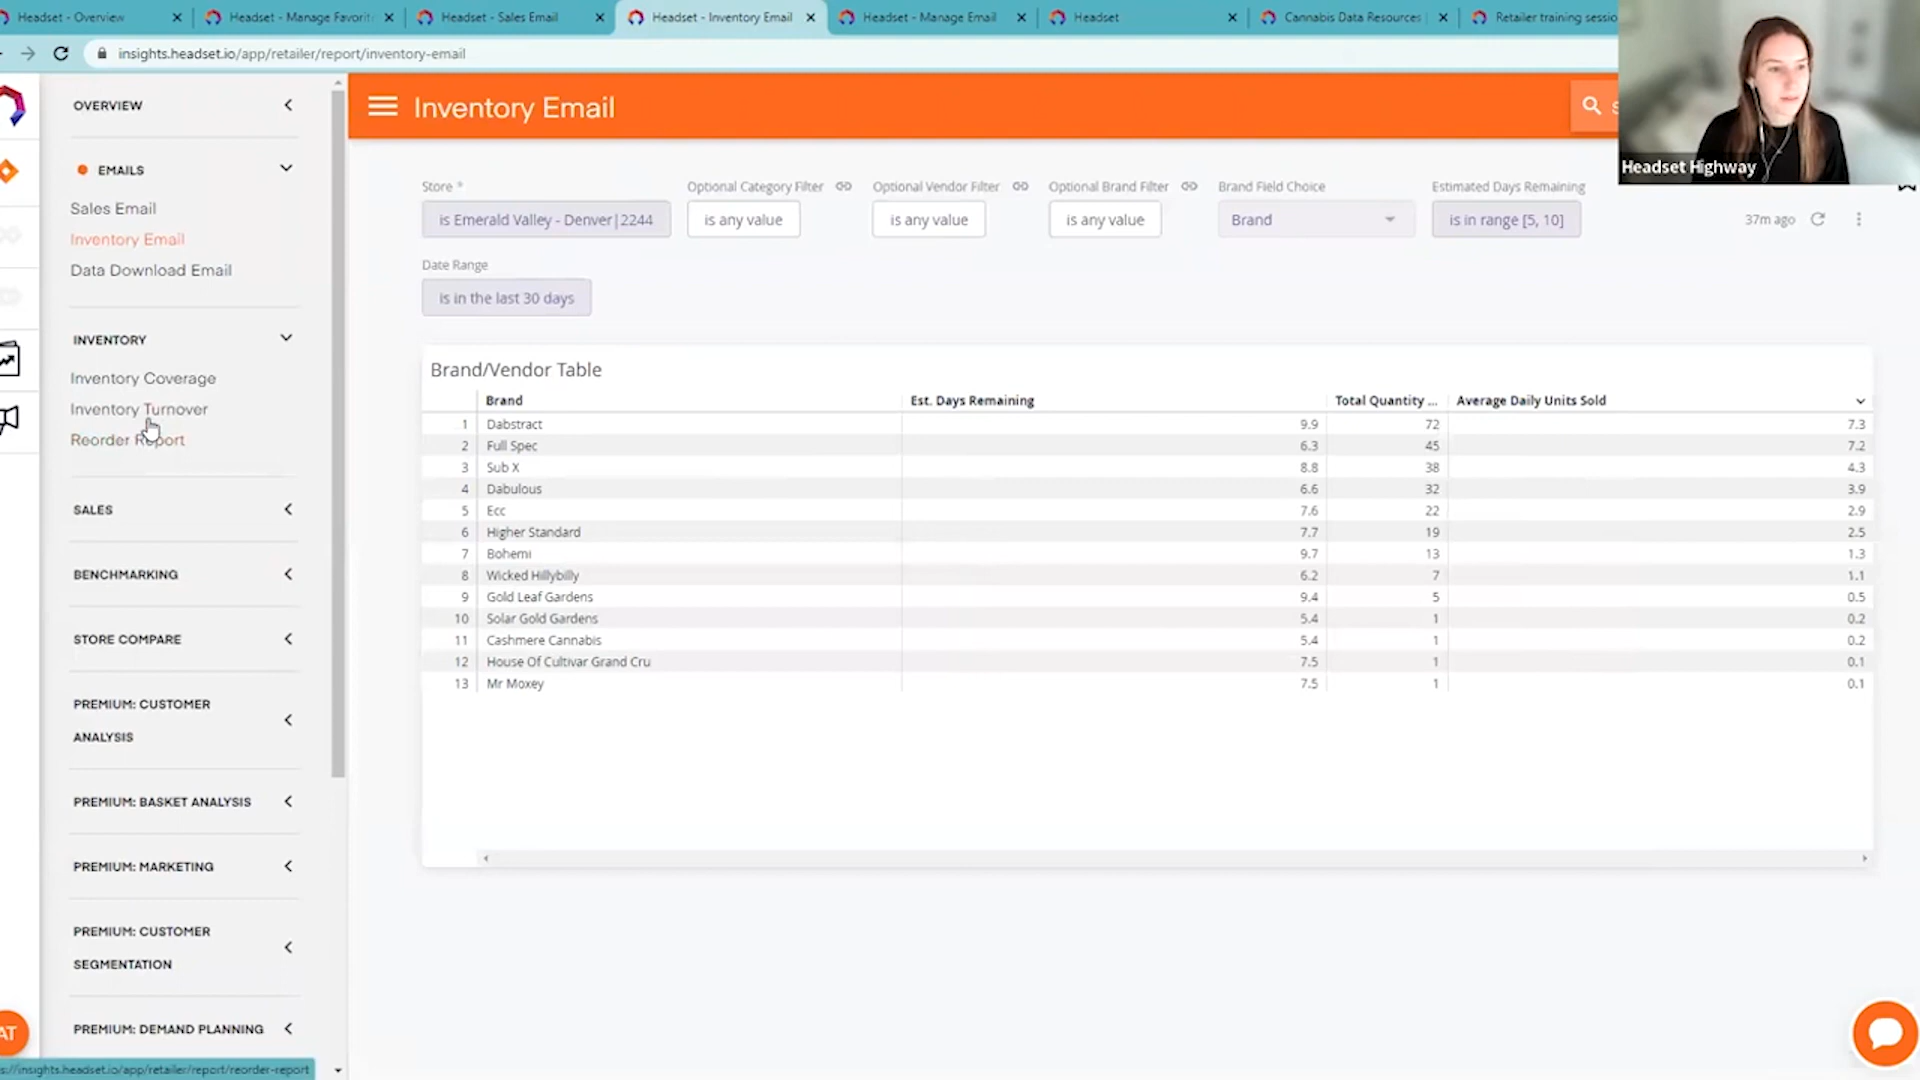 Headset - Overview
Headset - Manage Favorit
Headset - Sales Email
Headset - Inventory Email
Headset - Manage Email
Headset
Cannabis Data Resources
Retailer training sessio
insights.headset.io/app/retailer/report/inventory-email
OVERVIEW
EMAILS
Sales Email
Inventory Email
Data Download Email
INVENTORY
Inventory Coverage
Inventory Turnover
Reorder Report
SALES
BENCHMARKING
STORE COMPARE
PREMIUM: CUSTOMER
ANALYSIS
PREMIUM: BASKET ANALYSIS
PREMIUM: MARKETING
PREMIUM: CUSTOMER
SEGMENTATION
PREMIUM: DEMAND PLANNING
AT
s://insights.headset.io/app/retailer/report/reorder-report
Inventory Email
Headset Highway
Store *
is Emerald Valley - Denver|2244
Optional Category Filter
is any value
Optional Vendor Filter
is any value
Optional Brand Filter
is any value
Brand Field Choice
Brand
Estimated Days Remaining
is in range [5, 10]
37m ago
Date Range
is in the last 30 days
Brand/Vendor Table
Brand Est. Days Remaining Total Quantity ... Average Daily Units Sold
1 Dabstract 9.9 72 7.3
2 Full Spec 6.3 45 7.2
3 Sub X 8.8 38 4.3
4 Dabulous 6.6 32 3.9
5 Ecc 7.6 22 2.9
6 Higher Standard 7.7 19 2.5
7 Bohemi 9.7 13 1.3
8 Wicked Hillybilly 6.2 7 1.1
9 Gold Leaf Gardens 9.4 5 0.5
10 Solar Gold Gardens 5.4 1 0.2
11 Cashmere Cannabis 5.4 1 0.2
12 House Of Cultivar Grand Cru 7.5 1 0.1
13 Mr Moxey 7.5 1 0.1